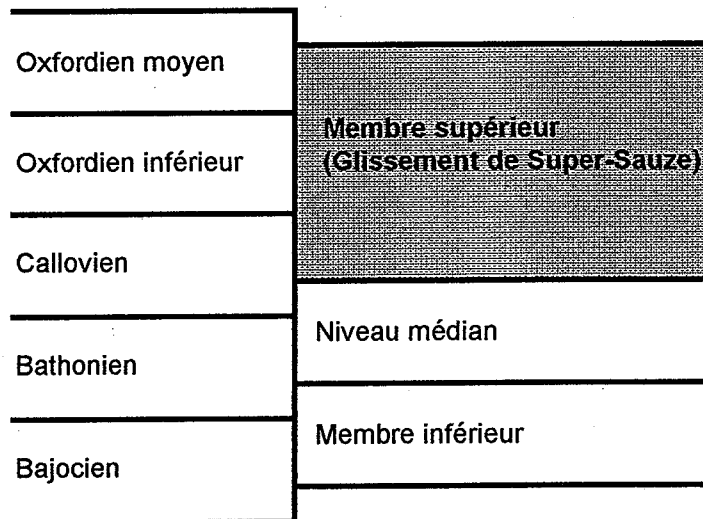 Oxfordien moyen
Oxfordien inférieur
Callovien
Bathonien
Bajocien
Membre supérieur
(Glissement de Super-Sauze)
Niveau médian
Membre inférieur